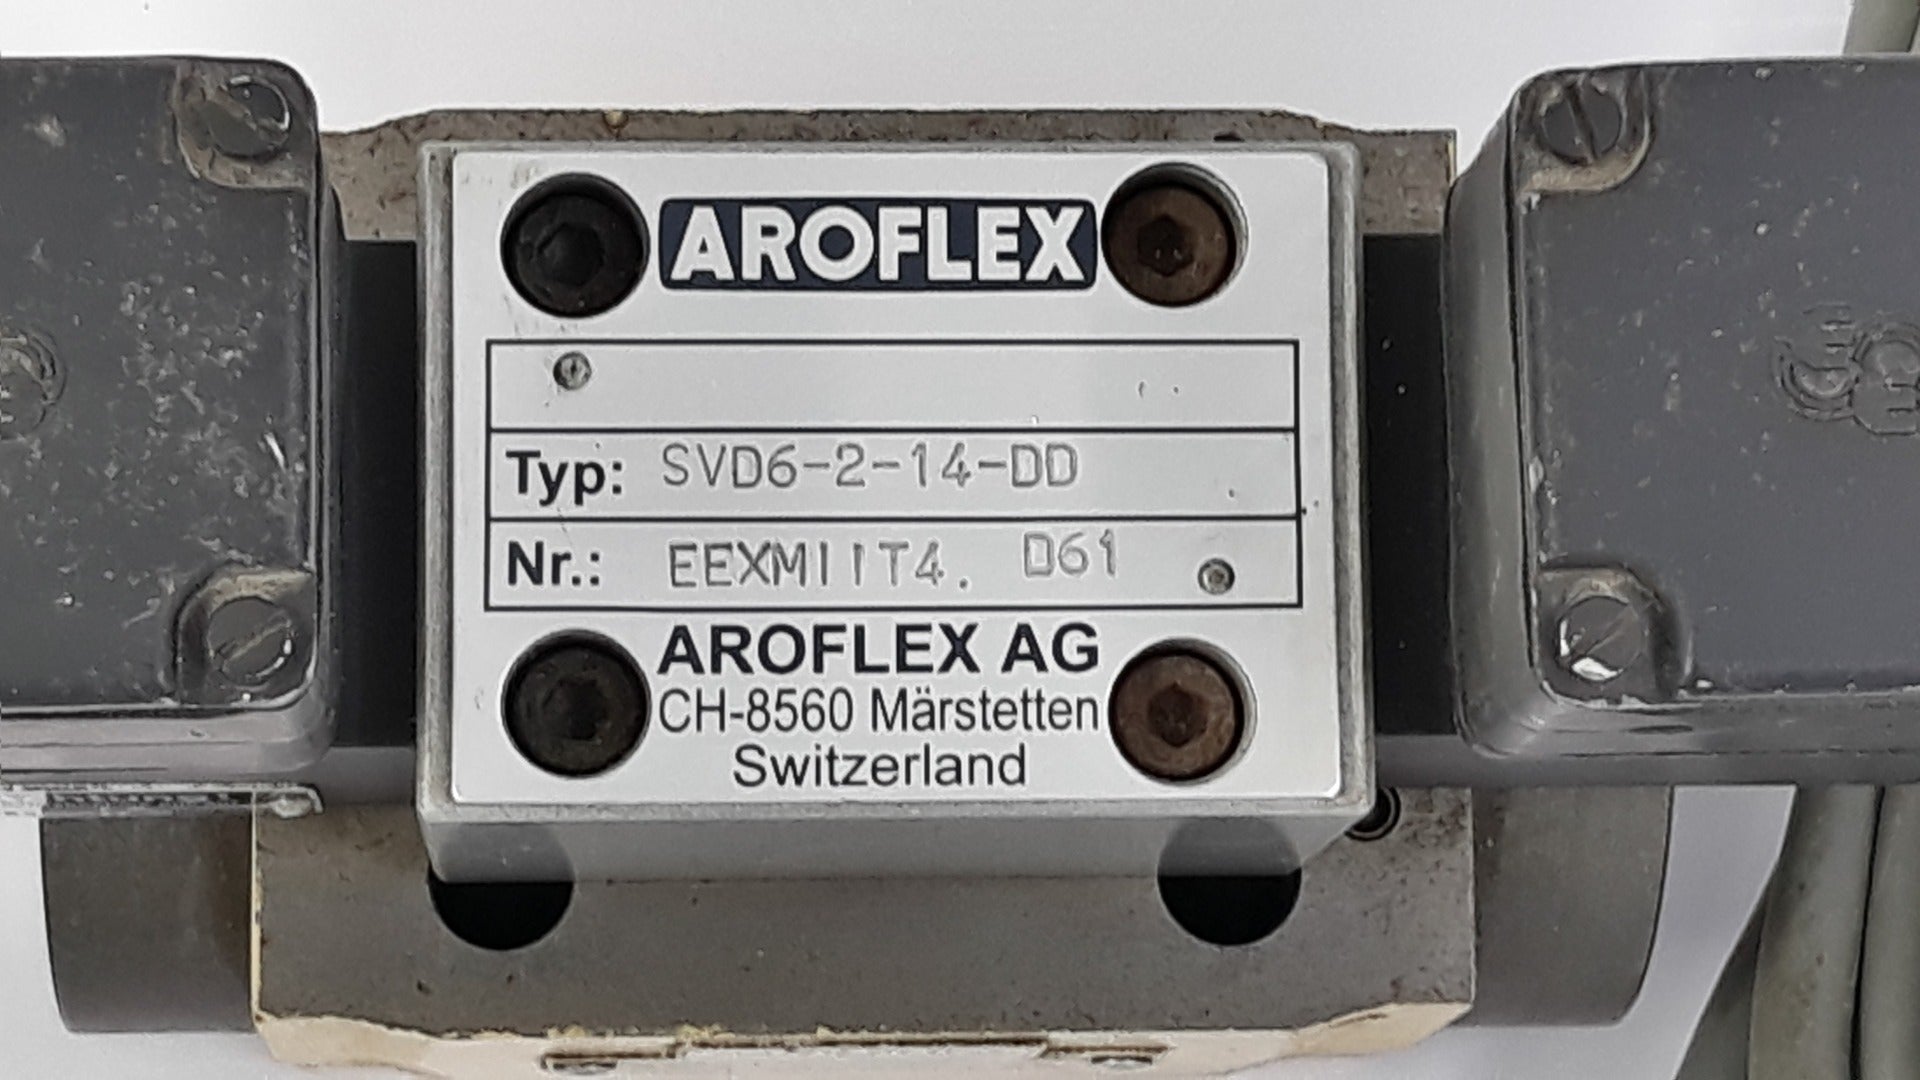 AROFLEX
Typ: SVD6-2-14-DD
Nr.: EEXMIIT4. D61
AROFLEX AG
CH-8560 Märstetten
Switzerland